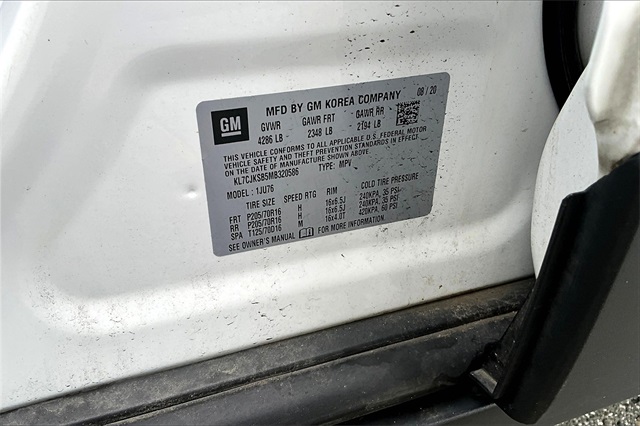 GM
MFD BY GM KOREA COMPANY 08/20
GVWR GAWR FRT GAWR RR
4286 LB 2348 LB 2194 LB
THIS VEHICLE CONFORMS TO ALL APPLICABLE U.S. FEDERAL MOTOR
VEHICLE SAFETY AND THEFT PREVENTION STANDARDS IN EFFECT
ON THE DATE OF MANUFACTURE SHOWN ABOVE.
KL7CJKSB5MB320586 TYPE: MPV
MODEL: 1JU76
TIRE SIZE SPEED RTG RIM COLD TIRE PRESSURE
FRT P205/70R16 H 16x6.5J 240KPA, 35 PSI
RR P205/70R16 H 16x6.5J 240KPA, 35 PSI
SPA T125/70D16 M 16x4.0T 420KPA, 60 PSI
SEE OWNER'S MANUAL FOR MORE INFORMATION.